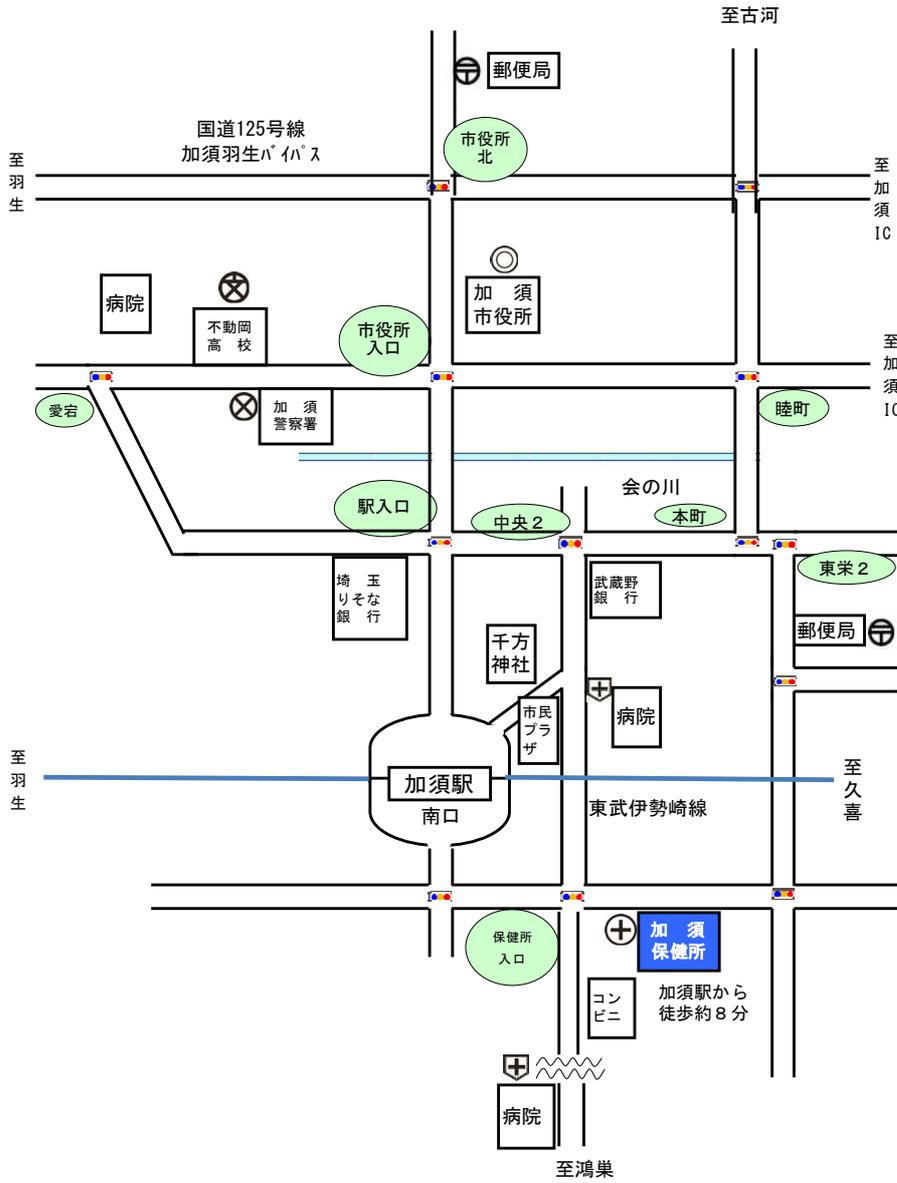 至古河
郵便局
国道125号線
加須羽生ﾊﾞｲﾊﾟｽ
市役所
北
至羽生
至加須IC
加　須
市役所
病院
不動岡
高　校
市役所
入口
至加須IC
愛宕
加　須
警察署
睦町
会の川
駅入口
中央２
本町
東栄２
埼　玉
りそな
銀　行
武蔵野
銀　行
郵便局
千方
神社
市民
プラ
ザ
病院
至羽生
加須駅
南口
至久喜
東武伊勢崎線
保健所
入口
加　須
保健所
コン
ビニ
加須駅から
徒歩約８分
病院
至鴻巣